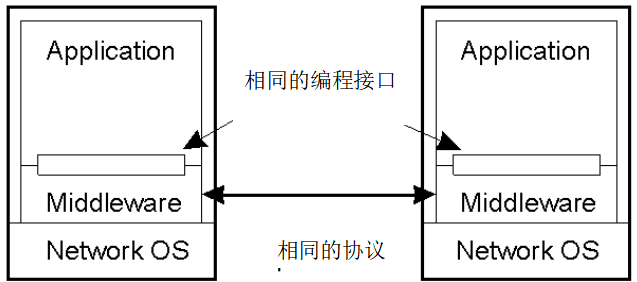 Application
Application
相同的编程接口
Middleware
Middleware
Network OS
相同的协议
Network OS